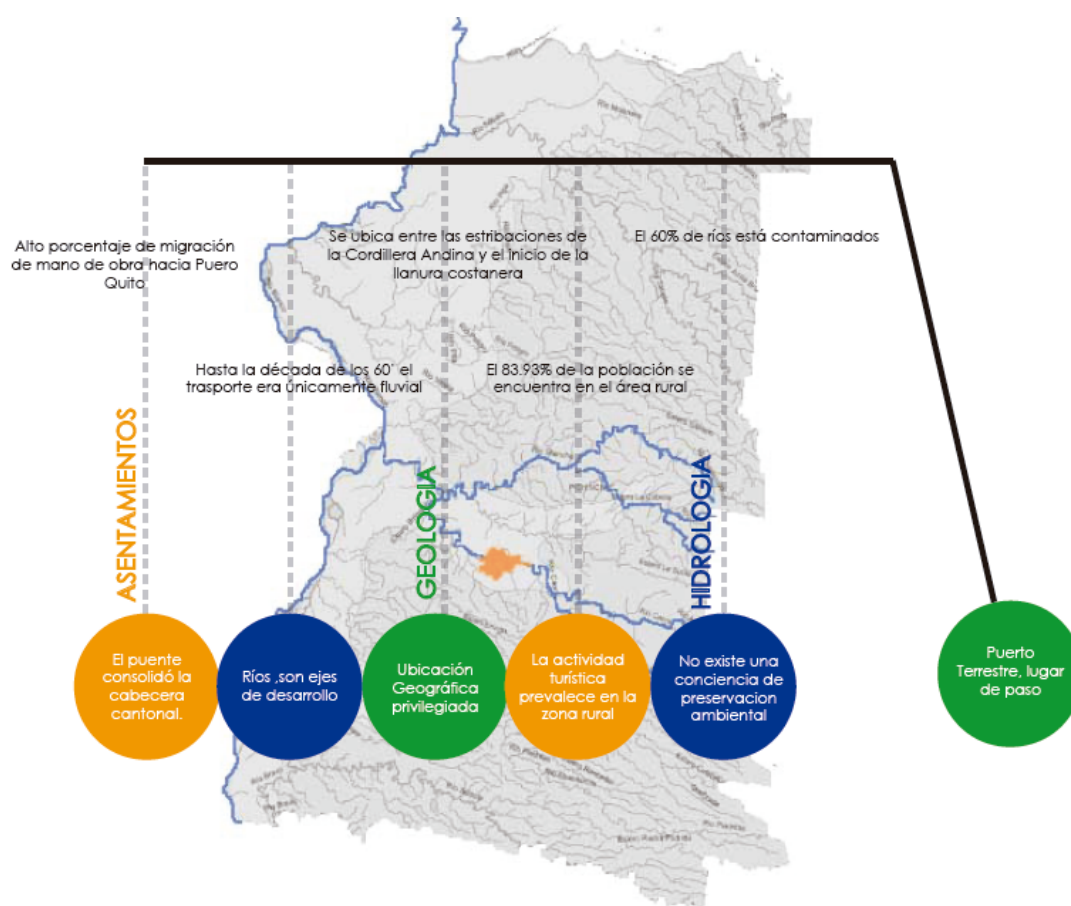 Alto porcentaje de migración
de mano de obra hacia Puero
Quito
Se ubica entre las estribaciones de
la Cordillera Andina y el inicio de la
llanura costanera
El 60% de ríos está contaminados
Hasta la década de los 60´ el
trasporte era únicamente fluvial
El 83.93% de la población se
encuentra en el área rural
ASENTAMIENTOS
GEOLOGIA
HIDROLOGIA
El puente
consolidó la
cabecera
cantonal.
Ríos ,son ejes
de desarrollo
Ubicación
Geográfica
privilegiada
La actividad
turística
prevalece en la
zona rural
No existe una
conciencia de
preservacion
ambiental
Puerto
Terrestre, lugar
de paso